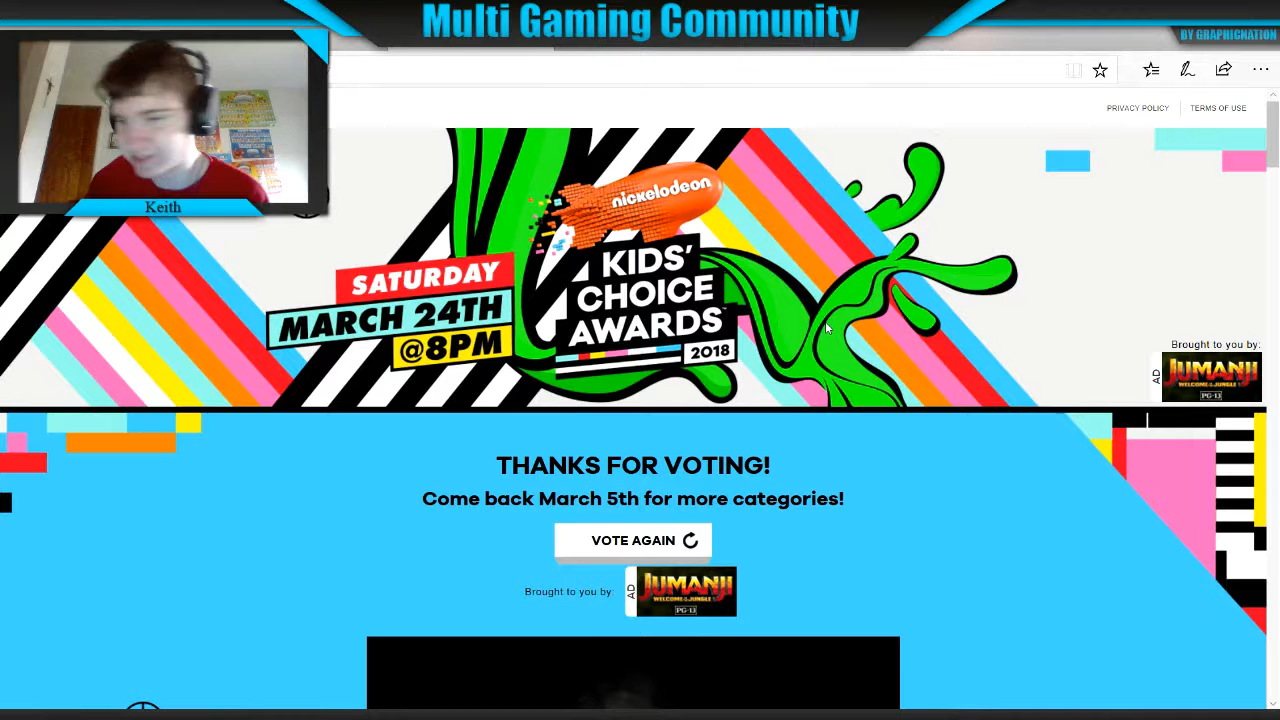 Multi Gaming Community
BY GRAPHICNATION
Keith
PRIVACY POLICY
TERMS OF USE
nickelodeon
KIDS'
CHOICE
AWARDS
2018
SATURDAY
MARCH 24TH
@8PM
Brought to you by:
AD
JUMANJI
WELCOME TO THE JUNGLE
PG-13
THANKS FOR VOTING!
Come back March 5th for more categories!
VOTE AGAIN
Brought to you by:
AD
JUMANJI
WELCOME TO THE JUNGLE
PG-13